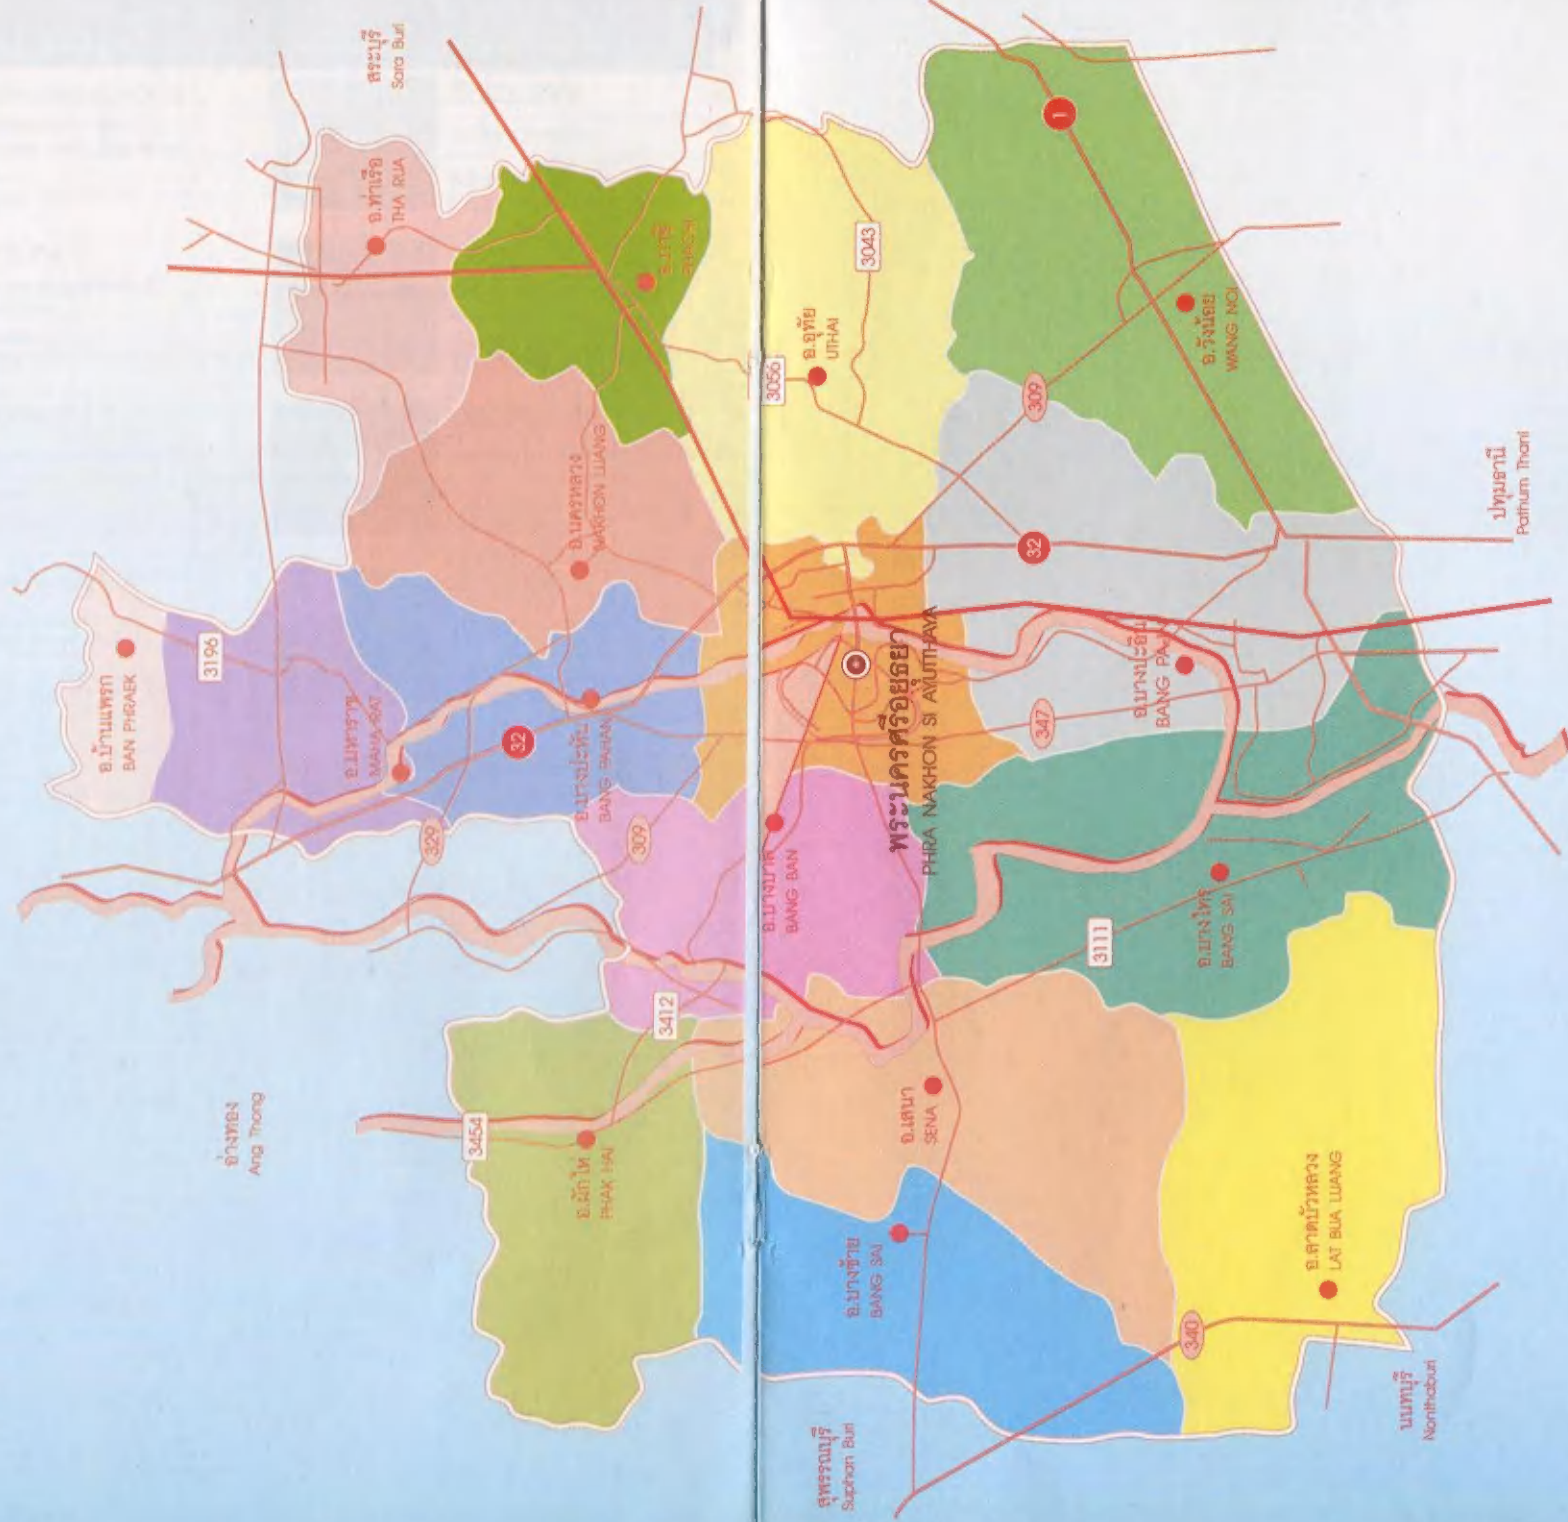 สระบุรี
Sara Buri
อ.ท่าเรือ
THA RUA
อ.ภาชี
PHACHI
3043
อ.อุทัย
UTHAI
3056
1
อ.วังน้อย
WANG NOI
309
ปทุมธานี
Pathum Thani
อ.นครหลวง
NAKHON LUANG
32
อ.บ้านแพรก
BAN PHRAEK
3196
อ.มหาราช
MAHA RAT
32
อ.บางปะหัน
BANG PAHAN
329
309
พระนครศรีอยุธยา
PHRA NAKHON SI AYUTHAYA
347
อ.บางปะอิน
BANG PA-IN
อ.บางบาล
BANG BAN
อ.บางไทร
BANG SAI
3111
3412
อ่างทอง
Ang Thong
3454
อ.ผักไห่
PHAK HAI
อ.เสนา
SENA
อ.บางซ้าย
BANG SAI
อ.ลาดบัวหลวง
LAT BUA LUANG
340
สุพรรณบุรี
Suphan Buri
นนทบุรี
Nonthaburi